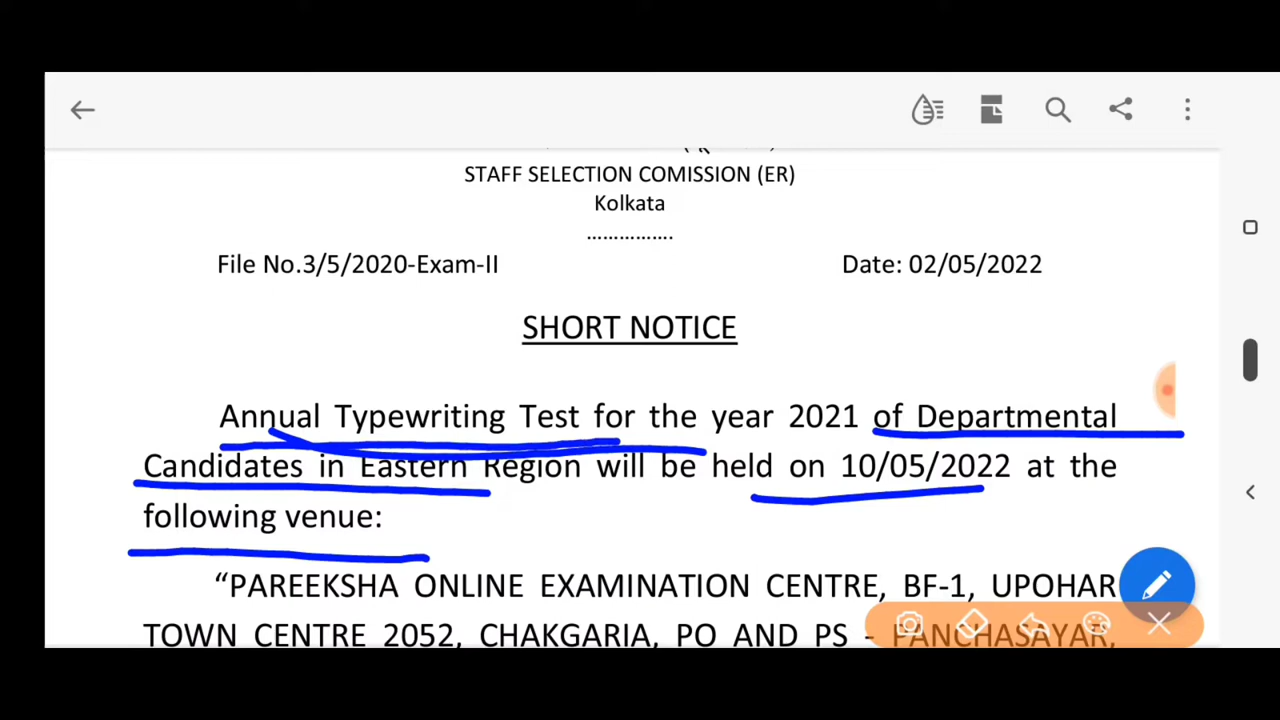 STAFF SELECTION COMISSION (ER)
Kolkata
................
File No.3/5/2020-Exam-II Date: 02/05/2022
SHORT NOTICE
Annual Typewriting Test for the year 2021 of Departmental
Candidates in Eastern Region will be held on 10/05/2022 at the
following venue:
“PAREEKSHA ONLINE EXAMINATION CENTRE, BF-1, UPOHAR
TOWN CENTRE 2052, CHAKGARIA, PO AND PS - PANCHASAYAR,